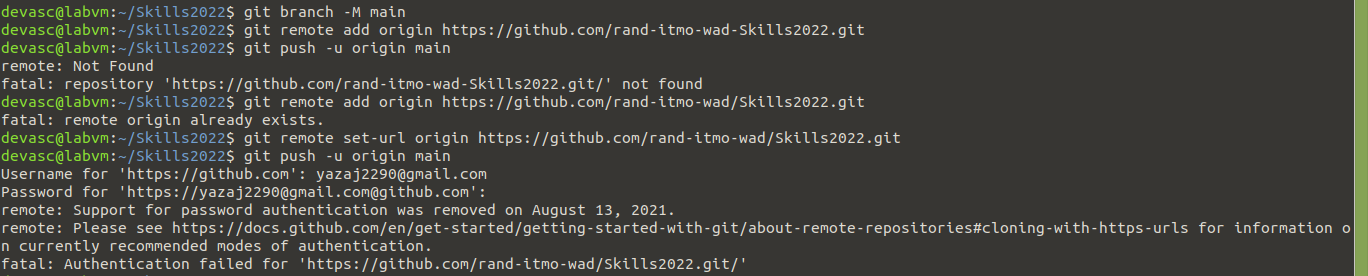 devasc@labvm:~/Skills2022$ git branch -M main
devasc@labvm:~/Skills2022$ git remote add origin https://github.com/rand-itmo-wad-Skills2022.git
devasc@labvm:~/Skills2022$ git push -u origin main
remote: Not Found
fatal: repository 'https://github.com/rand-itmo-wad-Skills2022.git/' not found
devasc@labvm:~/Skills2022$ git remote add origin https://github.com/rand-itmo-wad/Skills2022.git
fatal: remote origin already exists.
devasc@labvm:~/Skills2022$ git remote set-url origin https://github.com/rand-itmo-wad/Skills2022.git
devasc@labvm:~/Skills2022$ git push -u origin main
Username for 'https://github.com': yazaj2290@gmail.com
Password for 'https://yazaj2290@gmail.com@github.com':
remote: Support for password authentication was removed on August 13, 2021.
remote: Please see https://docs.github.com/en/get-started/getting-started-with-git/about-remote-repositories#cloning-with-https-urls for information o
n currently recommended modes of authentication.
fatal: Authentication failed for 'https://github.com/rand-itmo-wad/Skills2022.git/'